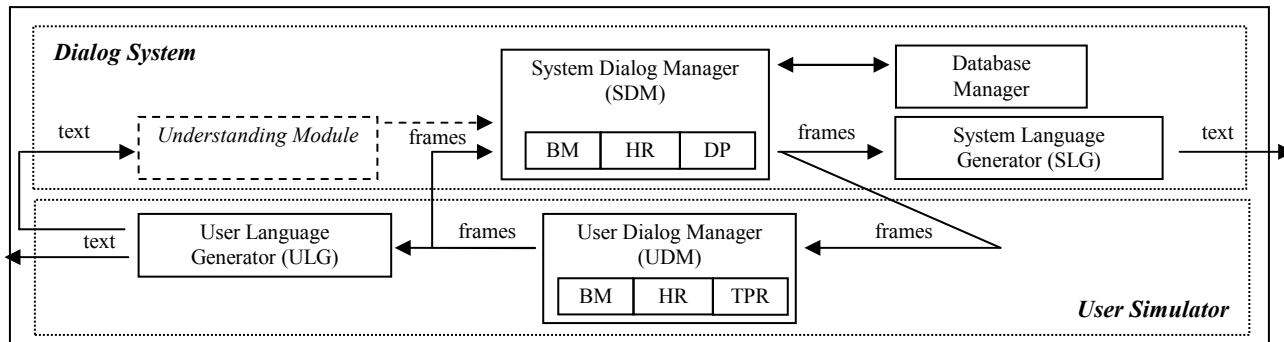 Dialog System
System Dialog Manager
(SDM)
Database
Manager
text
Understanding Module
frames
BM HR DP
frames
System Language
Generator (SLG)
text
User Language
Generator (ULG)
text
frames
User Dialog Manager
(UDM)
frames
BM HR TPR
User Simulator